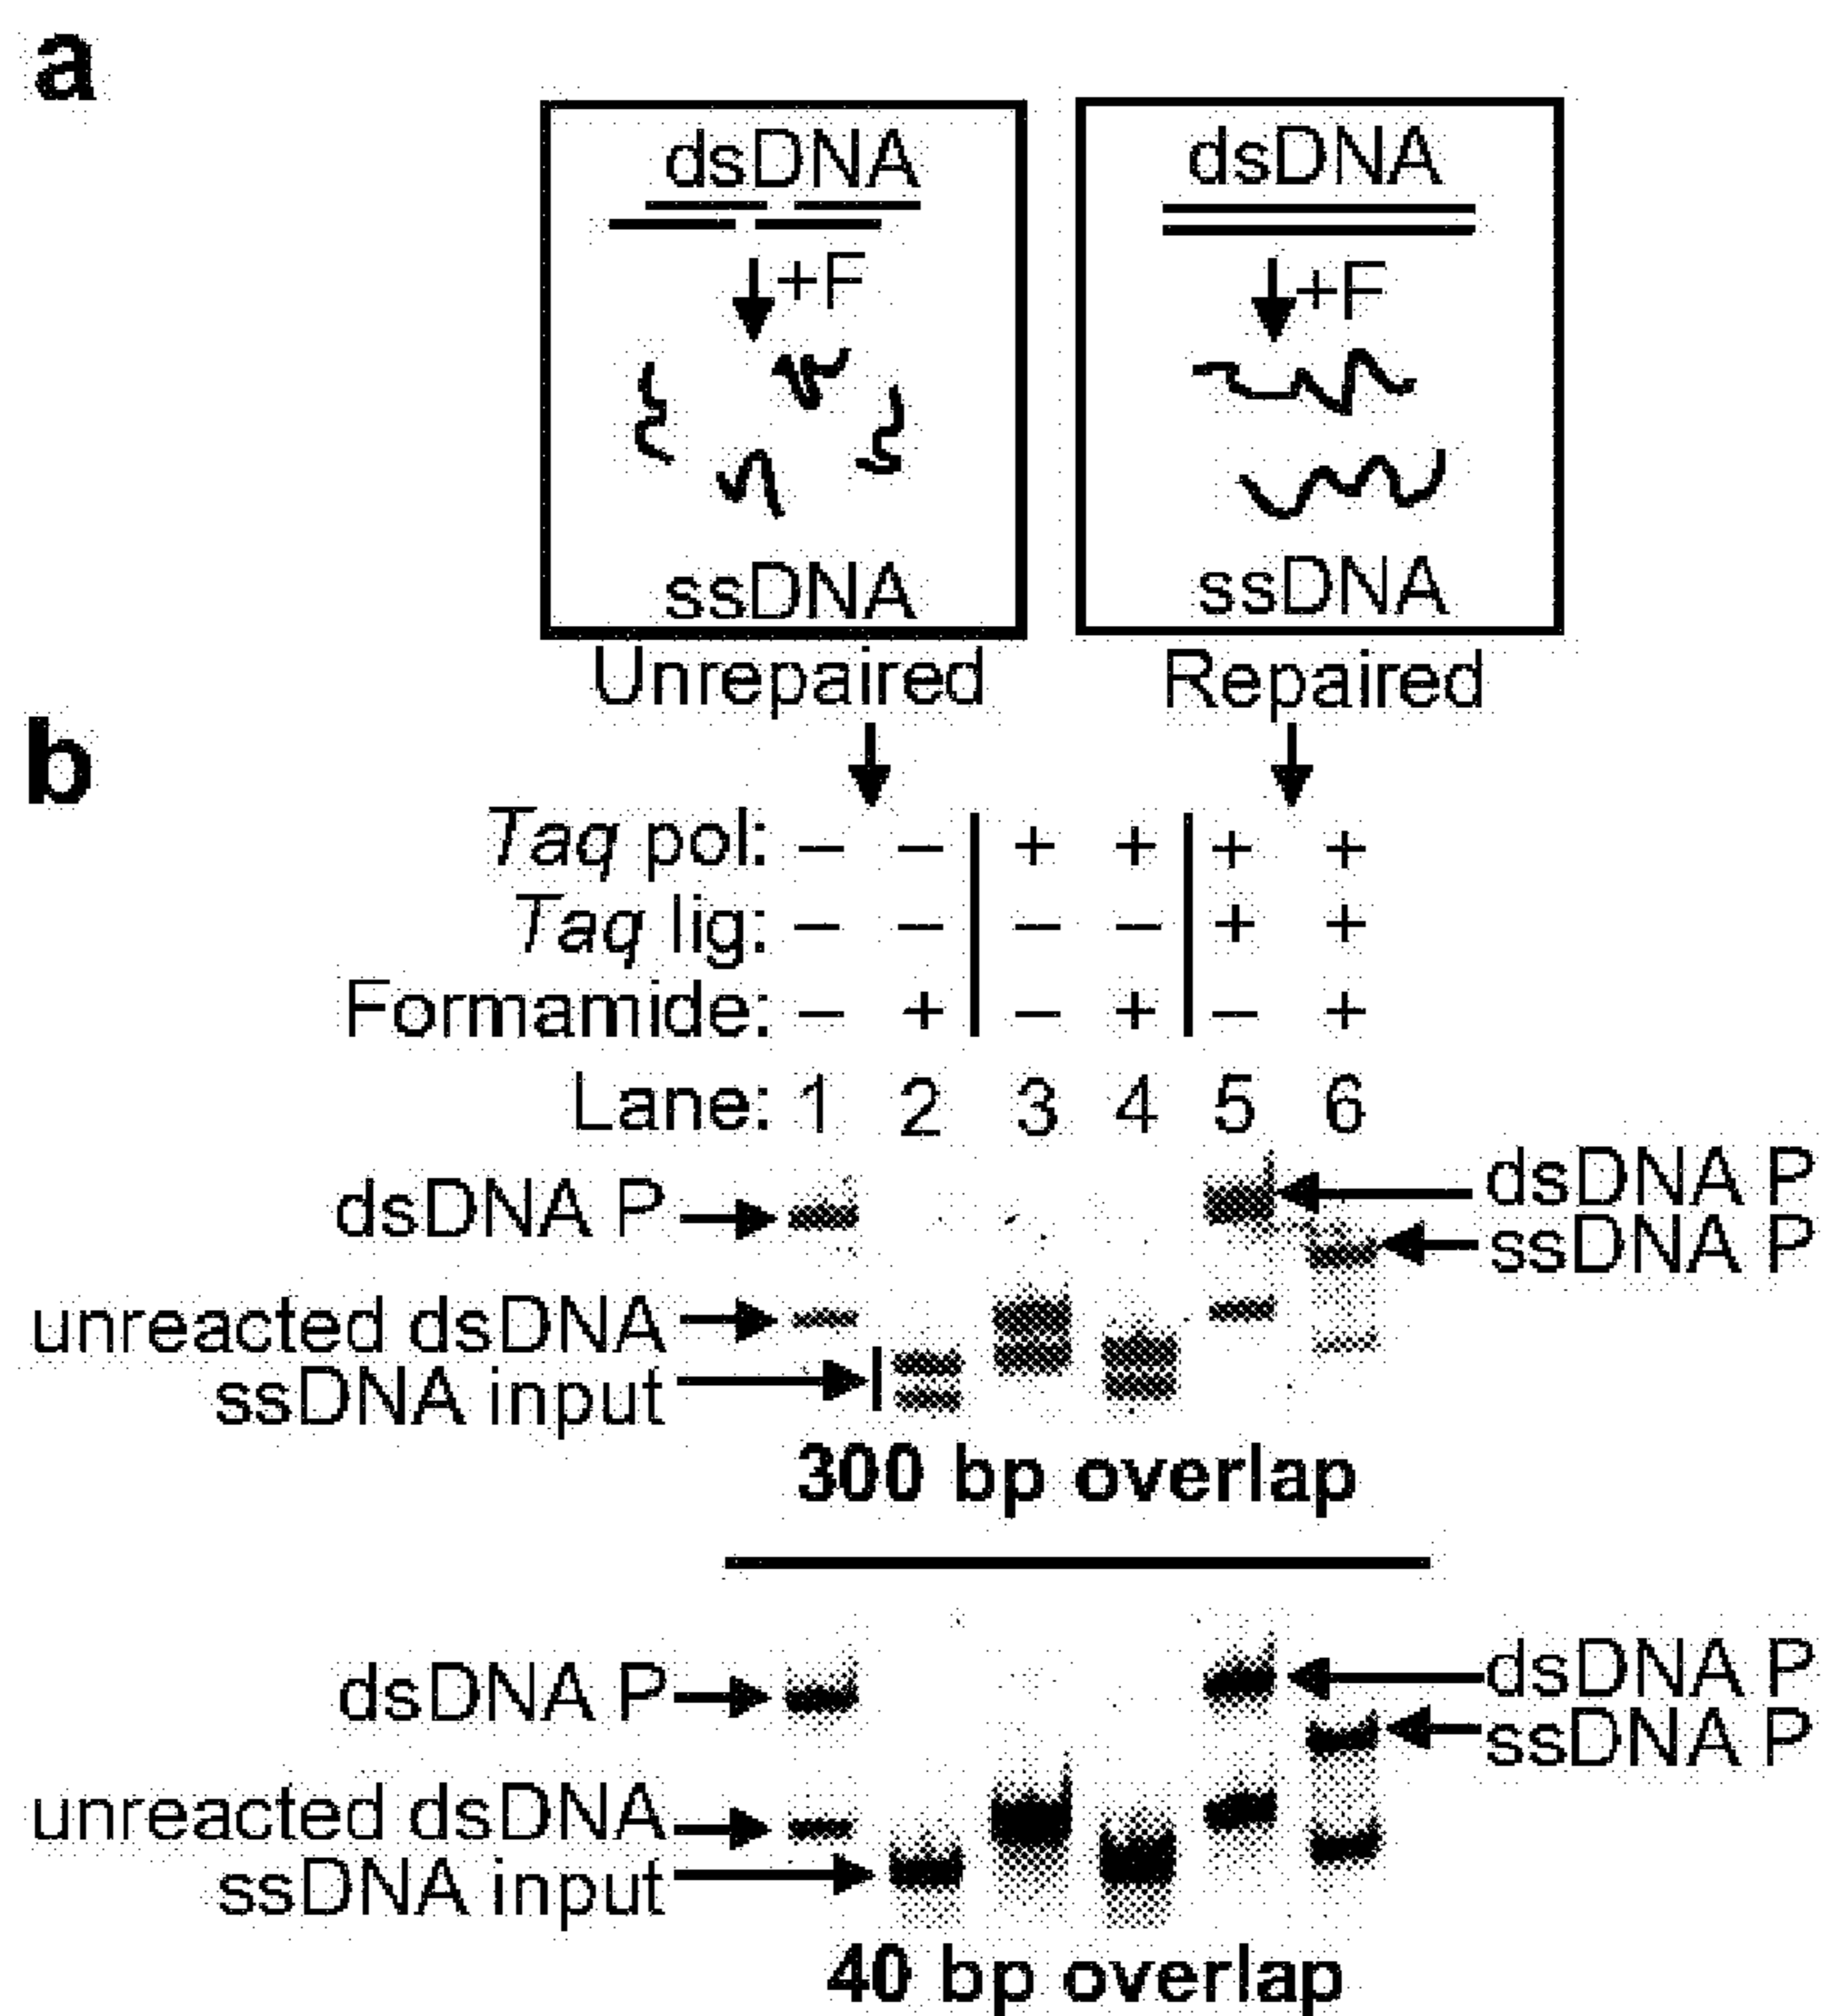 a
dsDNA dsDNA
+F +F
ssDNA ssDNA
Unrepaired Repaired
b
Taq pol: – – + + + +
Taq lig: – – – – + +
Formamide: – + – + – +
Lane: 1 2 3 4 5 6
dsDNA P dsDNA P
ssDNA P
unreacted dsDNA
ssDNA input
300 bp overlap
dsDNA P dsDNA P
ssDNA P
unreacted dsDNA
ssDNA input
40 bp overlap